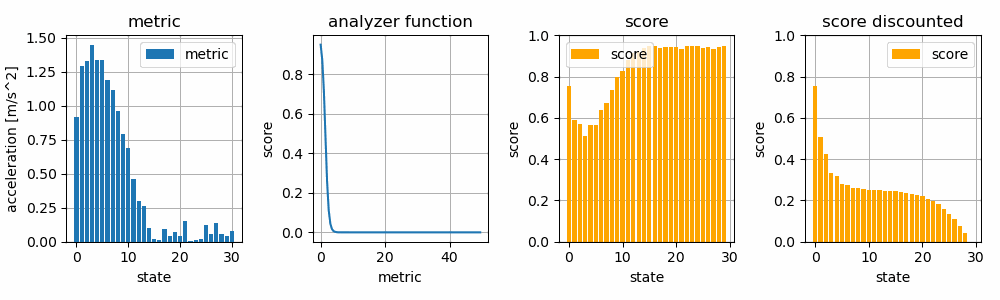 metric
acceleration [m/s^2]
1.50
1.25
1.00
0.75
0.50
0.25
0.00
metric
0 10 20 30
state
analyzer function
score
0.8
0.6
0.4
0.2
0.0
0 20 40
metric
score
score
1.0
0.8
0.6
0.4
0.2
0.0
score
0 10 20 30
state
score discounted
score
1.0
0.8
0.6
0.4
0.2
0.0
score
0 10 20 30
state